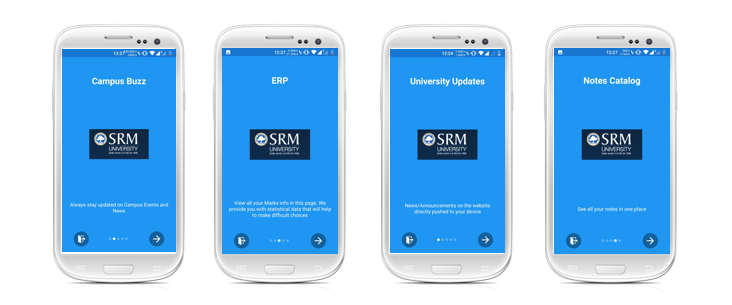 12:27
Campus Buzz
SRM
UNIVERSITY
Always stay updated on Campus Events and
News
12:27
ERP
SRM
UNIVERSITY
View all your Marks info in this page. We
provide you with statistical data that will help
to make difficult choices
12:26
University Updates
SRM
UNIVERSITY
News/Announcements on the website
directly pushed to your device
12:27
Notes Catalog
SRM
UNIVERSITY
See all your notes in one place